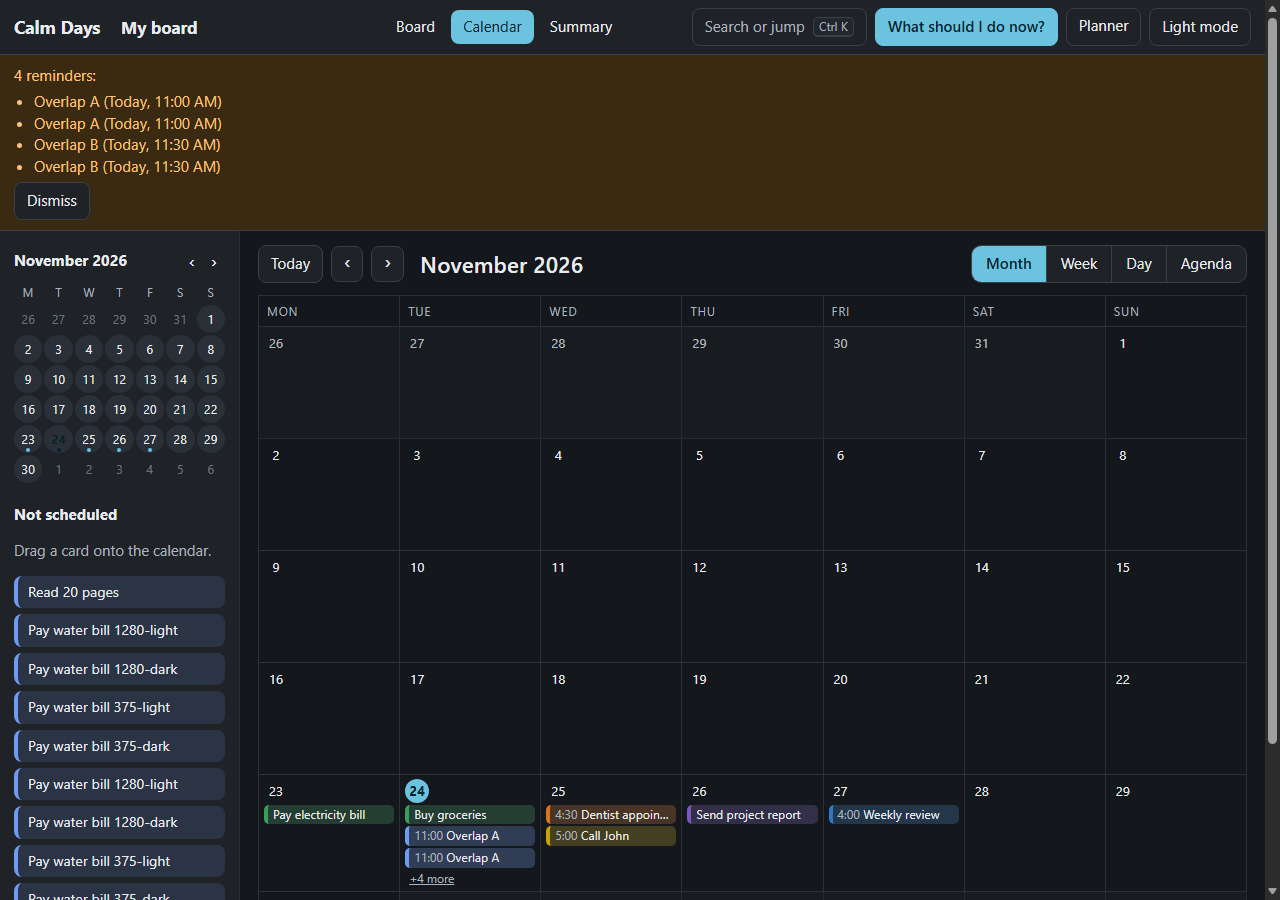 Calm Days My board Board Calendar Summary Search or jump Ctrl K What should I do now? Planner Light mode
4 reminders:
• Overlap A (Today, 11:00 AM)
• Overlap A (Today, 11:00 AM)
• Overlap B (Today, 11:30 AM)
• Overlap B (Today, 11:30 AM)
Dismiss
November 2026 ‹ ›
M T W T F S S
26 27 28 29 30 31 1
2 3 4 5 6 7 8
9 10 11 12 13 14 15
16 17 18 19 20 21 22
23 24 25 26 27 28 29
30 1 2 3 4 5 6
Not scheduled
Drag a card onto the calendar.
Read 20 pages
Pay water bill 1280-light
Pay water bill 1280-dark
Pay water bill 375-light
Pay water bill 375-dark
Pay water bill 1280-light
Pay water bill 1280-dark
Pay water bill 375-light
Pay water bill 375-dark
Today ‹ › November 2026 Month Week Day Agenda
MON TUE WED THU FRI SAT SUN
26 27 28 29 30 31 1
2 3 4 5 6 7 8
9 10 11 12 13 14 15
16 17 18 19 20 21 22
23 24 25 26 27 28 29
Pay electricity bill Buy groceries 4:30 Dentist appoin... Send project report 4:00 Weekly review
11:00 Overlap A 5:00 Call John
11:00 Overlap A
+4 more